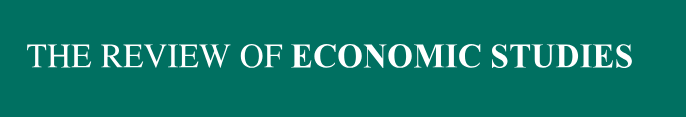 THE REVIEW OF ECONOMIC STUDIES